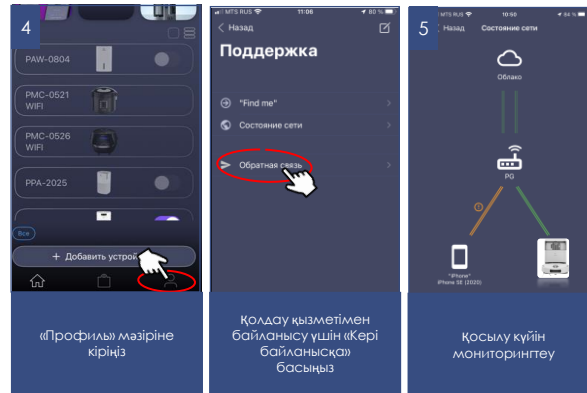 4
PAW-0804
PMC-0521
WIFI
PMC-0526
WIFI
PPA-2025
Все
+ Добавить устрой
«Профиль» мәзіріне
кіріңіз
MTS RUS 11:06 80 %
Назад
Поддержка
"Find me"
Состояние сети
Обратная связь
Қолдау қызметімен
байланысу үшін «Кері
байланысқа»
басыңыз
5
MTS RUS 10:50 84 %
Назад Состояние сети
Облако
PG
"iPhone"
iPhone SE (2020)
Қосылу күйін
мониторингтеу